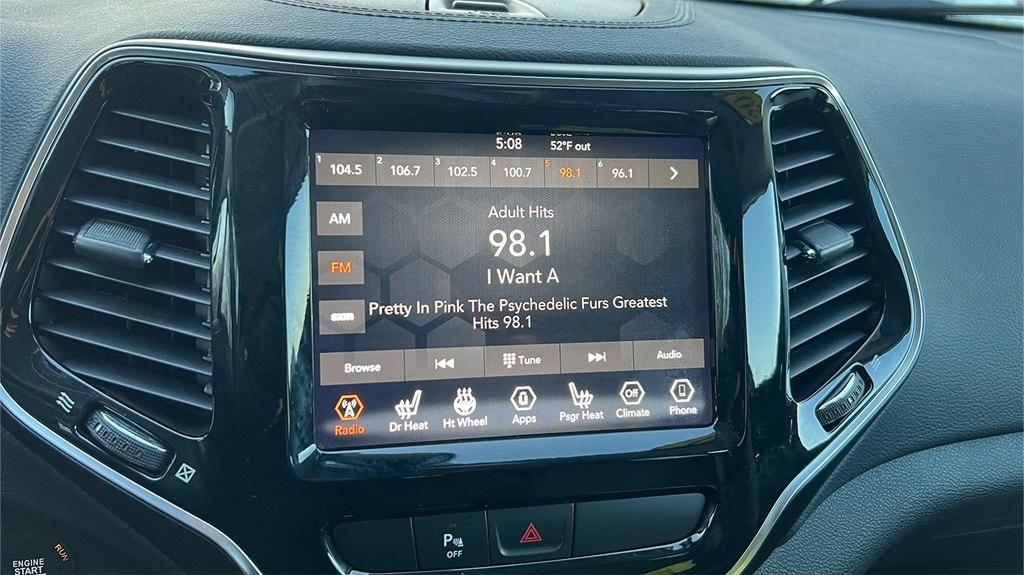 5:08 52°F out
1 104.5 2 106.7 3 102.5 4 100.7 5 98.1 6 96.1
AM
Adult Hits
98.1
FM
I Want A
Pretty In Pink The Psychedelic Furs Greatest
Hits 98.1
Browse Tune Audio
Radio Dr Heat Ht Wheel Apps Psgr Heat Off Climate Phone
P OFF
ENGINE
START
RUN